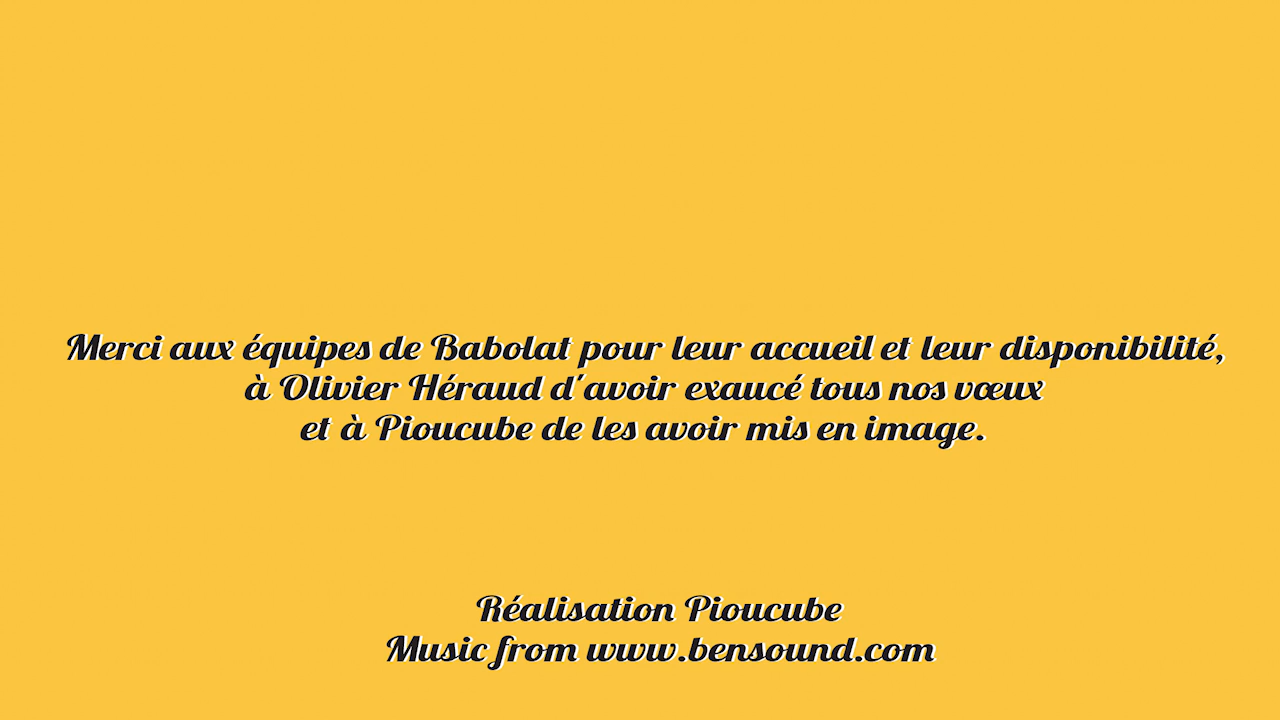 Merci aux équipes de Babolat pour leur accueil et leur disponibilité,
à Olivier Héraud d'avoir exaucé tous nos vœux
et à Pioucube de les avoir mis en image.
Réalisation Pioucube
Music from www.bensound.com